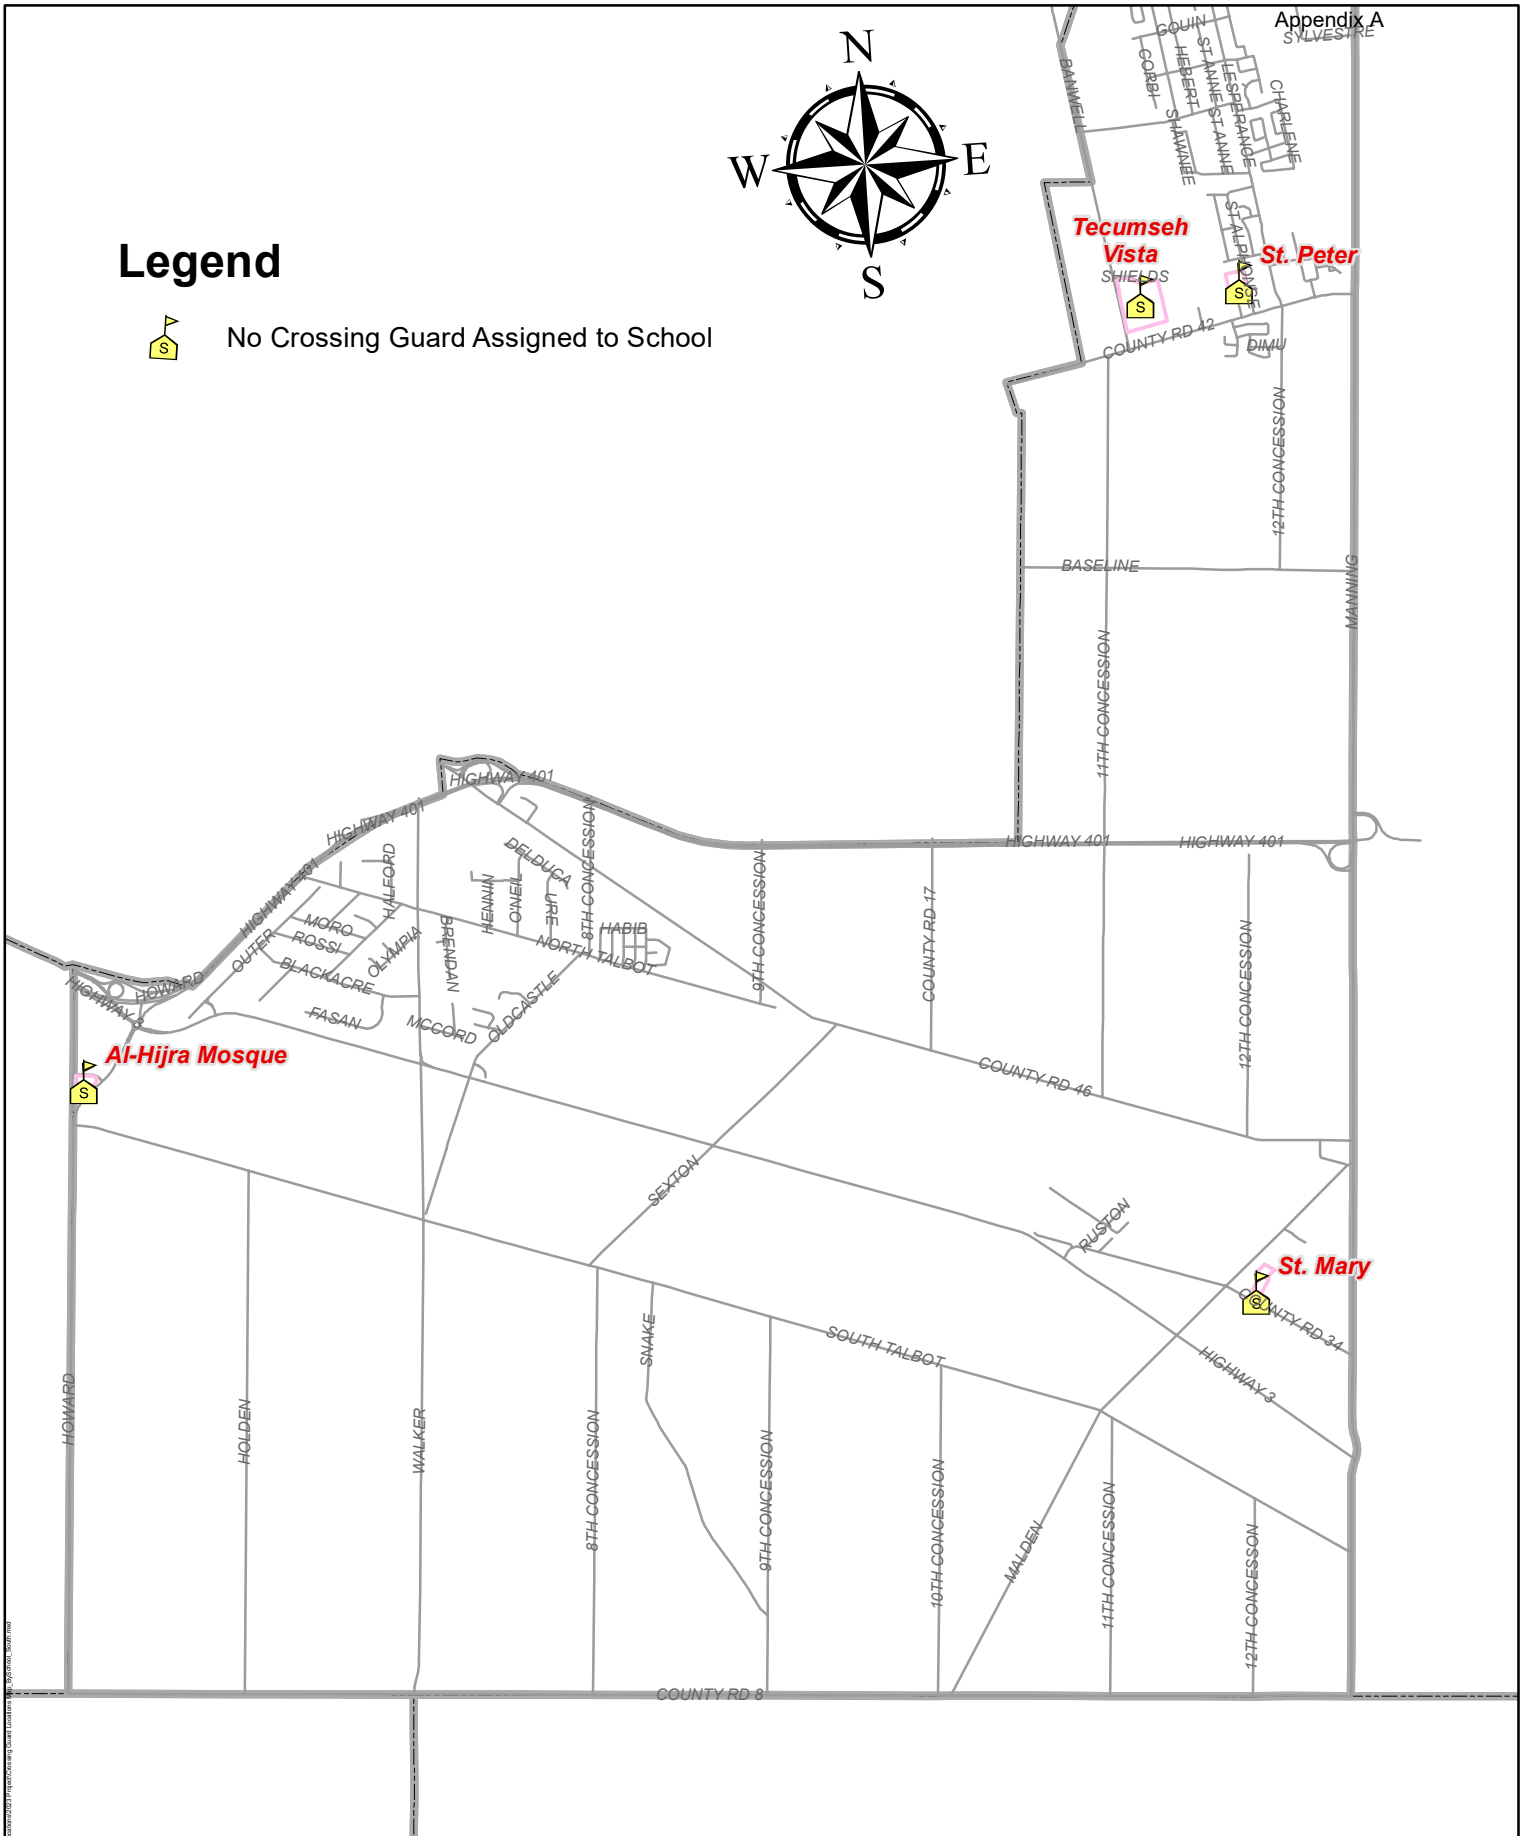 Appendix A
SYLVESTRE
GOUIN
CORBI
HEBERT
ST ANNE
ST ANNE
LESPERANCE
CHARLENE
SHAWNEE
BANWELL
N
W
E
S
Legend
S
No Crossing Guard Assigned to School
Tecumseh
Vista
SHIELDS
S
St. Peter
S
ST ALPHONSE
COUNTY RD 42
DIMU
12TH CONCESSION
BASELINE
MANNING
11TH CONCESSION
HIGHWAY 401
HIGHWAY 401
HIGHWAY 401
HIGHWAY 401
HIGHWAY 401
HALFORD
DELDUCA
HENNIN
O'NEIL
URE
8TH CONCESSION
HABIB
NORTH TALBOT
9TH CONCESSION
COUNTY RD 17
12TH CONCESSION
MORO
ROSSI
OUTER
BLACKACRE
OLYMPIA
BRENDAN
FASAN
MCCORD
OLDCASTLE
HOWARD
HIGHWAY 3
Al-Hijra Mosque
S
COUNTY RD 46
SEXTON
RUSTON
St. Mary
S
COUNTY RD 34
HIGHWAY 3
SOUTH TALBOT
SNAKE
HOWARD
HOLDEN
WALKER
8TH CONCESSION
9TH CONCESSION
10TH CONCESSION
MALDEN
11TH CONCESSION
12TH CONCESSON
COUNTY RD 8